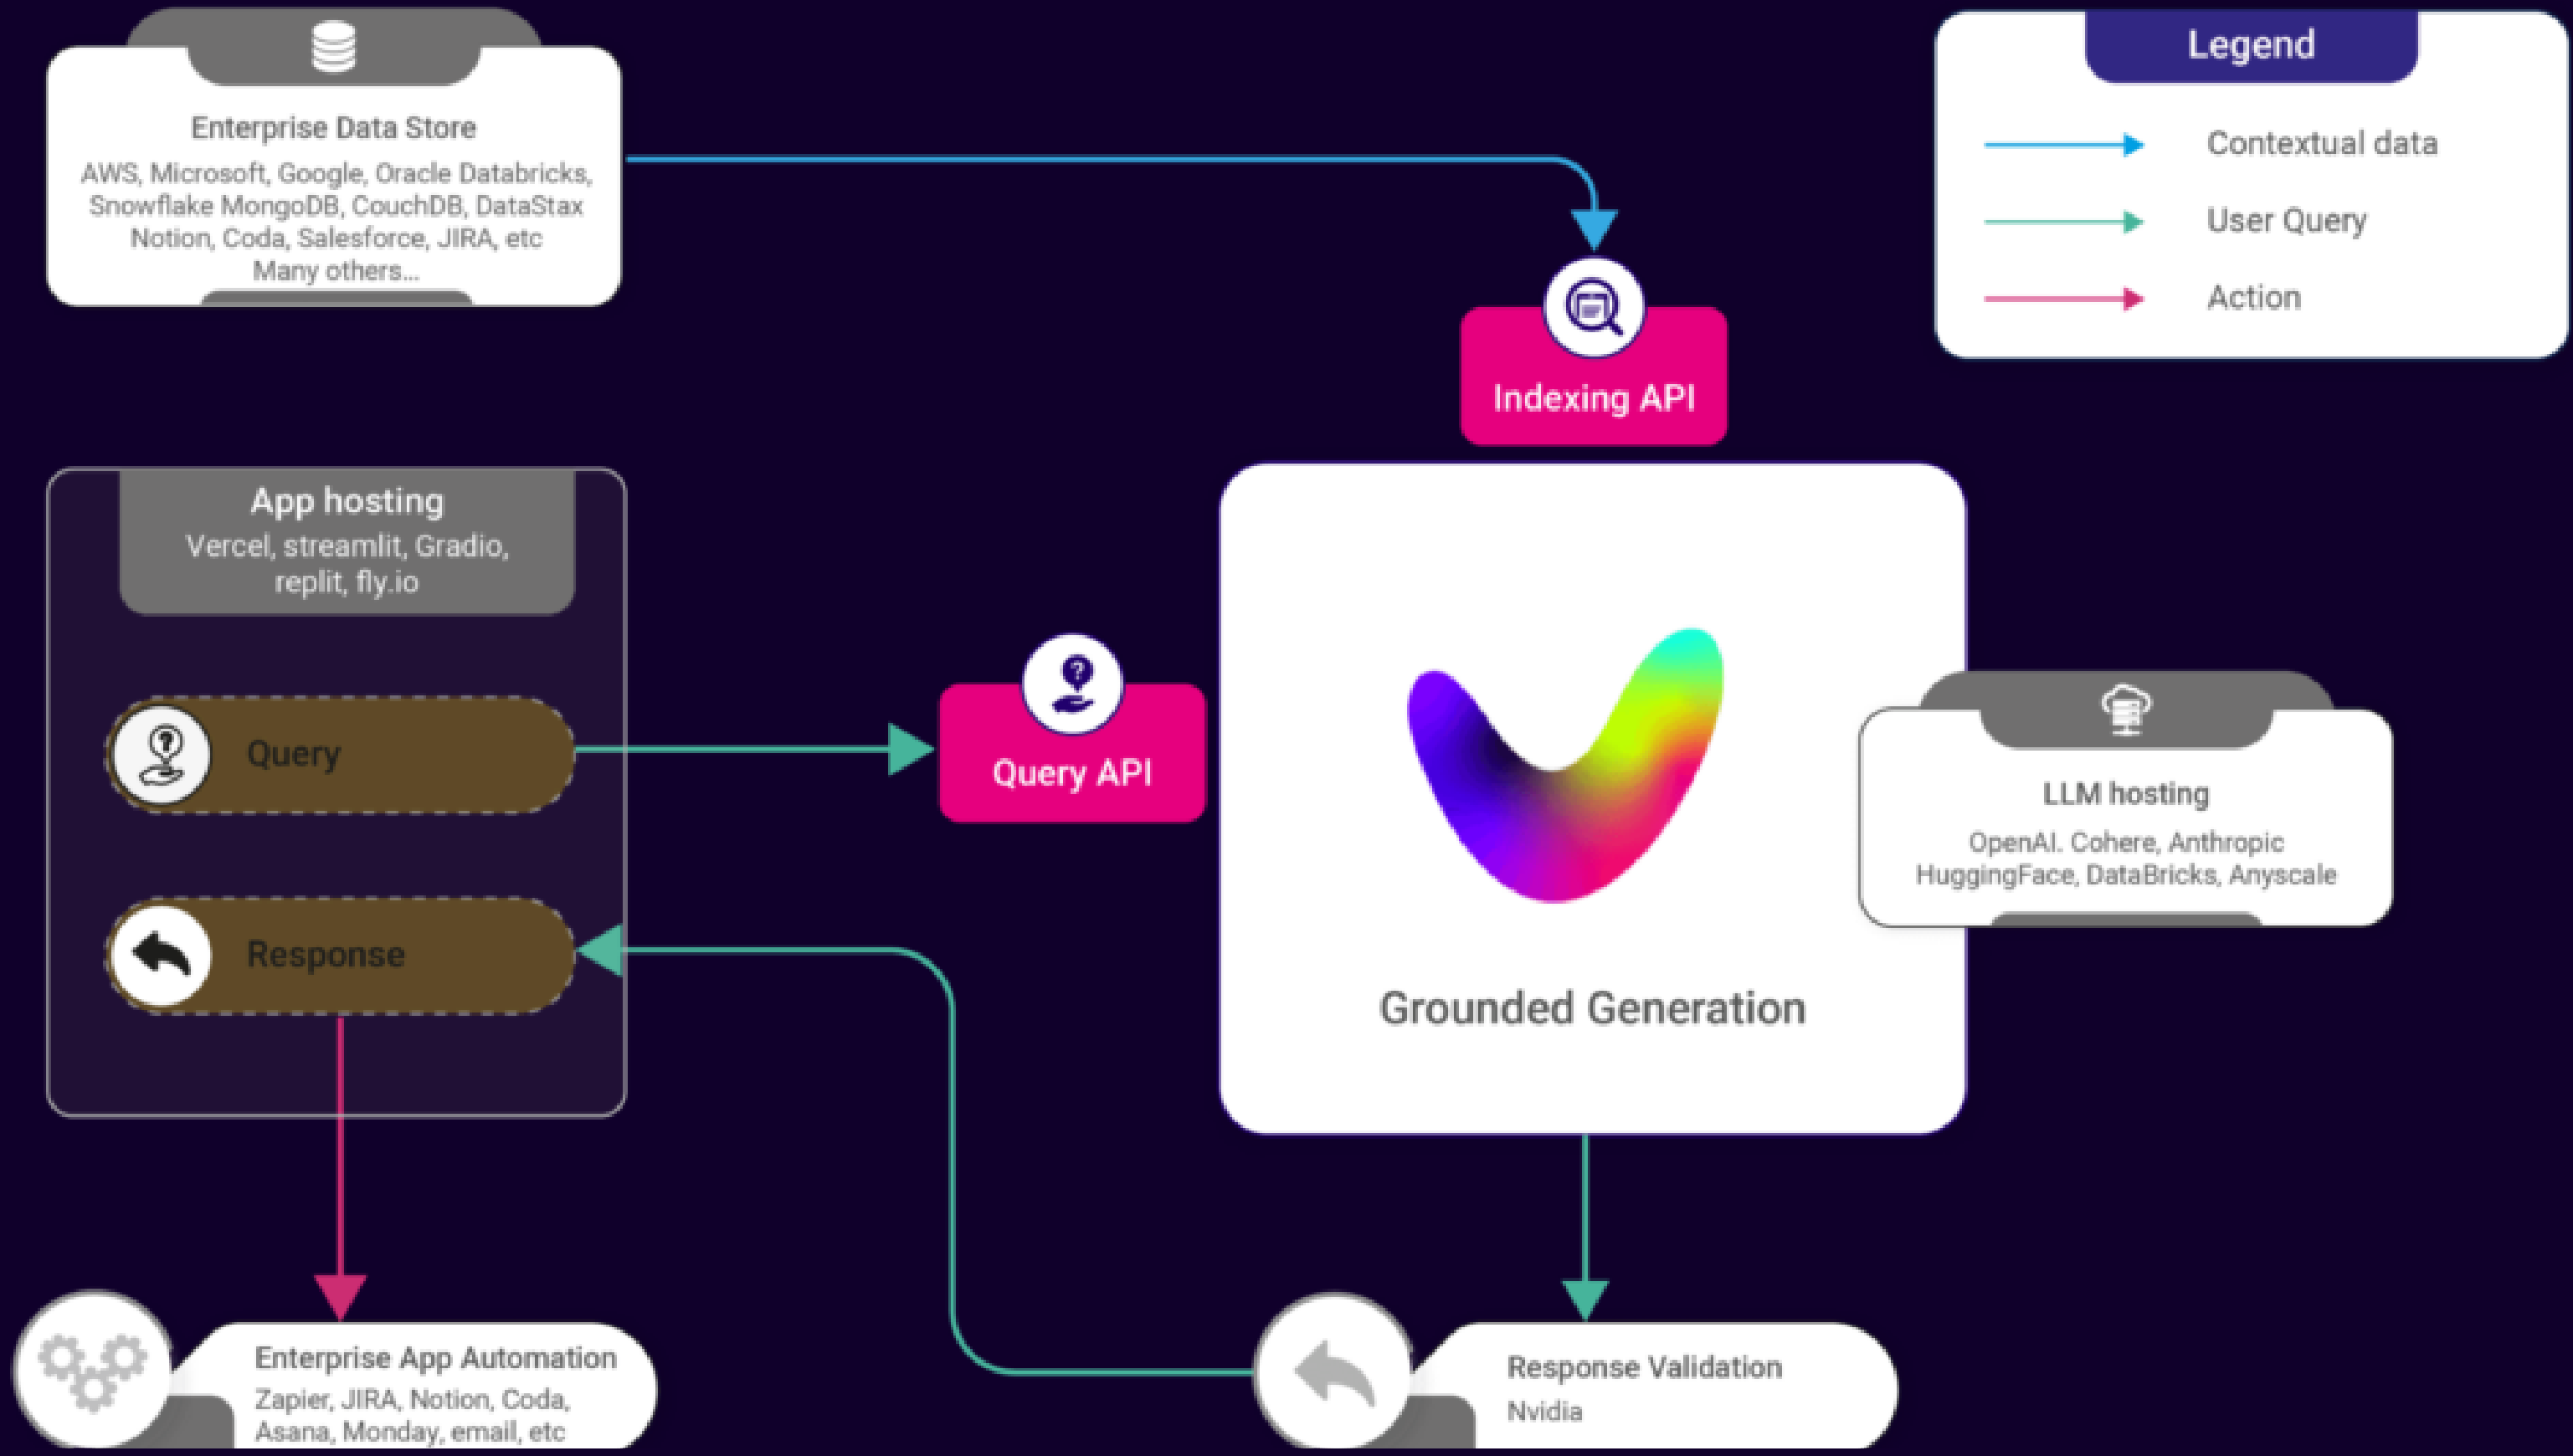 Enterprise Data Store
AWS, Microsoft, Google, Oracle Databricks,
Snowflake MongoDB, CouchDB, DataStax
Notion, Coda, Salesforce, JIRA, etc
Many others...
Legend
Contextual data
User Query
Action
Indexing API
App hosting
Vercel, streamlit, Gradio,
replit, fly.io
Query
Query API
Response
Grounded Generation
LLM hosting
OpenAI. Cohere, Anthropic
HuggingFace, DataBricks, Anyscale
Enterprise App Automation
Zapier, JIRA, Notion, Coda,
Asana, Monday, email, etc
Response Validation
Nvidia